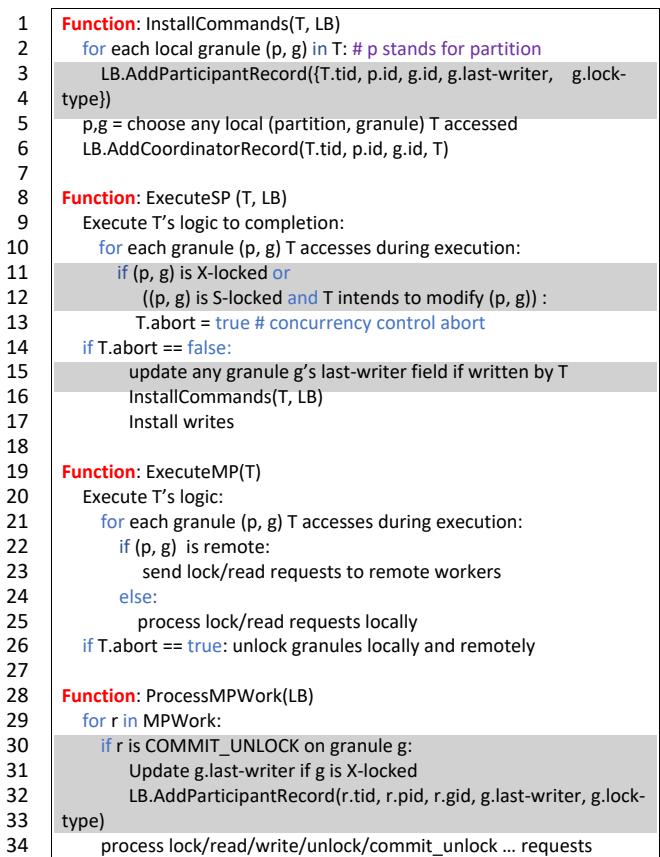 1 Function: InstallCommands(T, LB)
2 for each local granule (p, g) in T: # p stands for partition
3 LB.AddParticipantRecord({T.tid, p.id, g.id, g.last-writer, g.lock-
4 type})
5 p,g = choose any local (partition, granule) T accessed
6 LB.AddCoordinatorRecord(T.tid, p.id, g.id, T)
7
8 Function: ExecuteSP (T, LB)
9 Execute T's logic to completion:
10 for each granule (p, g) T accesses during execution:
11 if (p, g) is X-locked or
12 ((p, g) is S-locked and T intends to modify (p, g)) :
13 T.abort = true # concurrency control abort
14 if T.abort == false:
15 update any granule g's last-writer field if written by T
16 InstallCommands(T, LB)
17 Install writes
18
19 Function: ExecuteMP(T)
20 Execute T's logic:
21 for each granule (p, g) T accesses during execution:
22 if (p, g) is remote:
23 send lock/read requests to remote workers
24 else:
25 process lock/read requests locally
26 if T.abort == true: unlock granules locally and remotely
27
28 Function: ProcessMPWork(LB)
29 for r in MPWork:
30 if r is COMMIT_UNLOCK on granule g:
31 Update g.last-writer if g is X-locked
32 LB.AddParticipantRecord(r.tid, r.pid, r.gid, g.last-writer, g.lock-
33 type)
34 process lock/read/write/unlock/commit_unlock ... requests